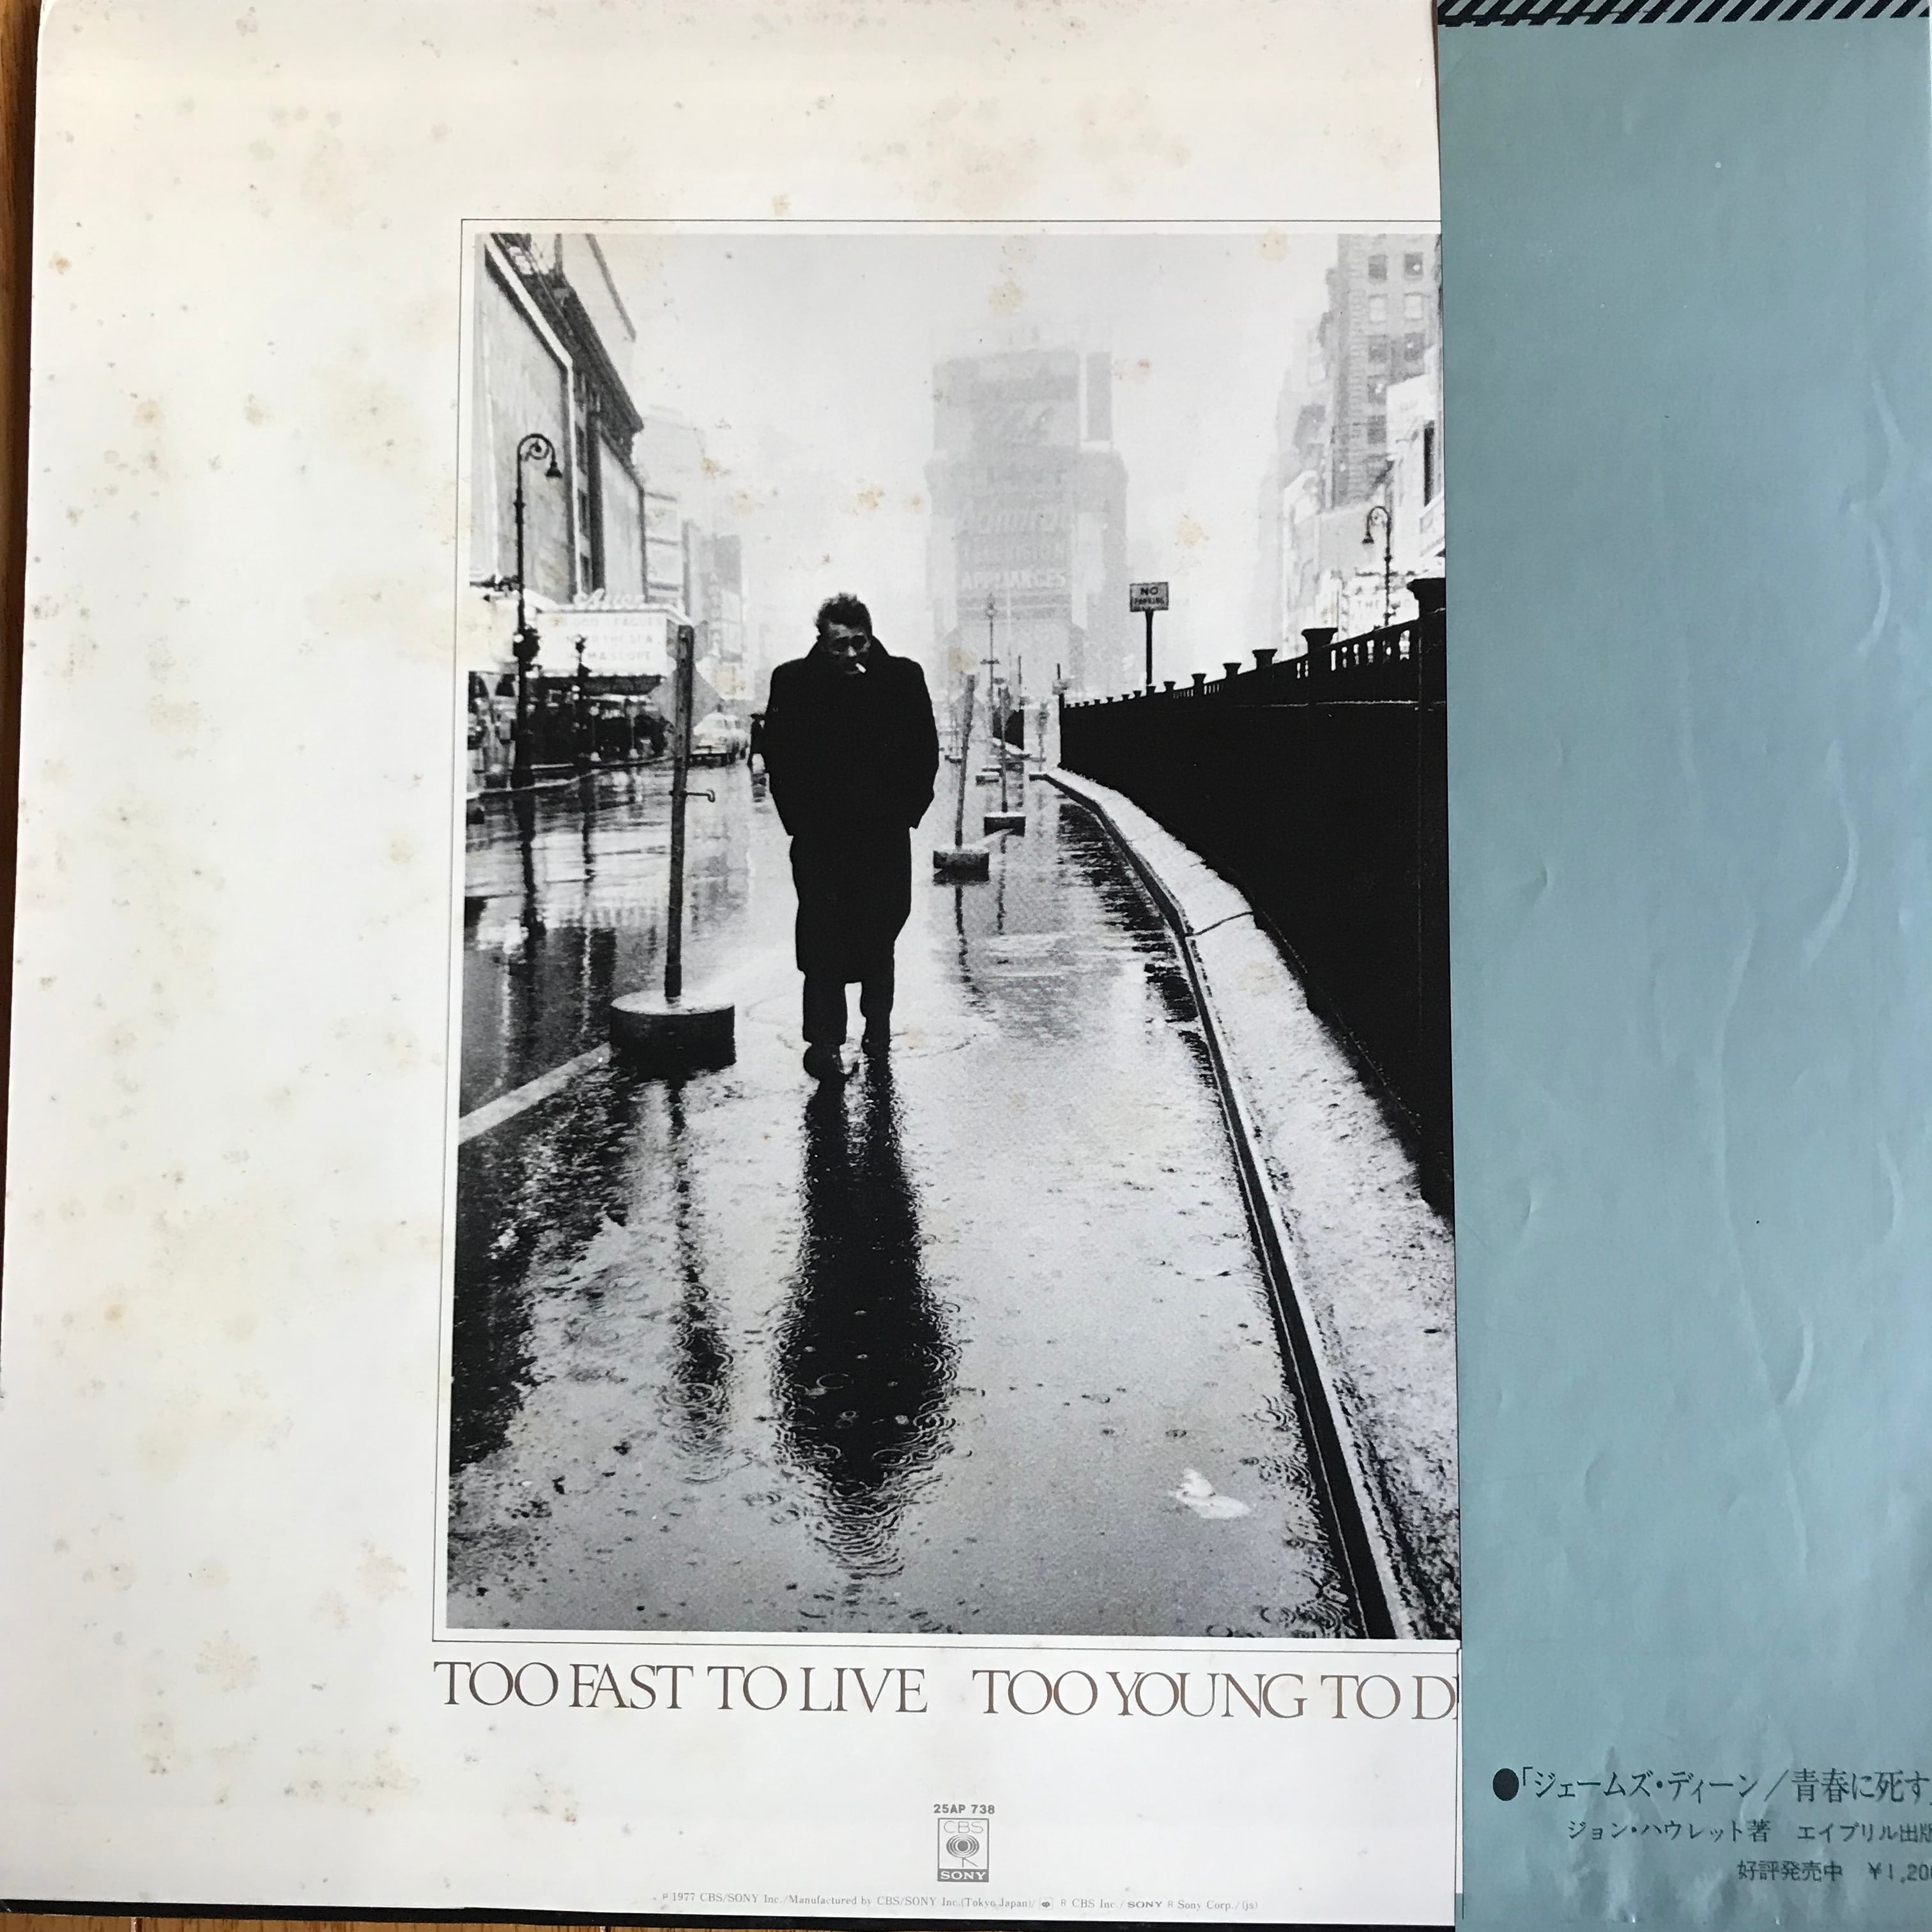 Admiral
TELEVISION
APPLIANCES
NO
PARKING
Astor
TOO FAST TO LIVE TOO YOUNG TO D
25AP 738
CBS
SONY
℗ 1977 CBS/SONY Inc./Manufactured by CBS/SONY Inc.(Tokyo Japan)/ ® CBS Inc./ SONY ® Sony Corp./(js)
●「ジェームズ・ディーン/青春に死す」
ジョン・ハウレット著 エイプリル出版
好評発売中 ¥1,20